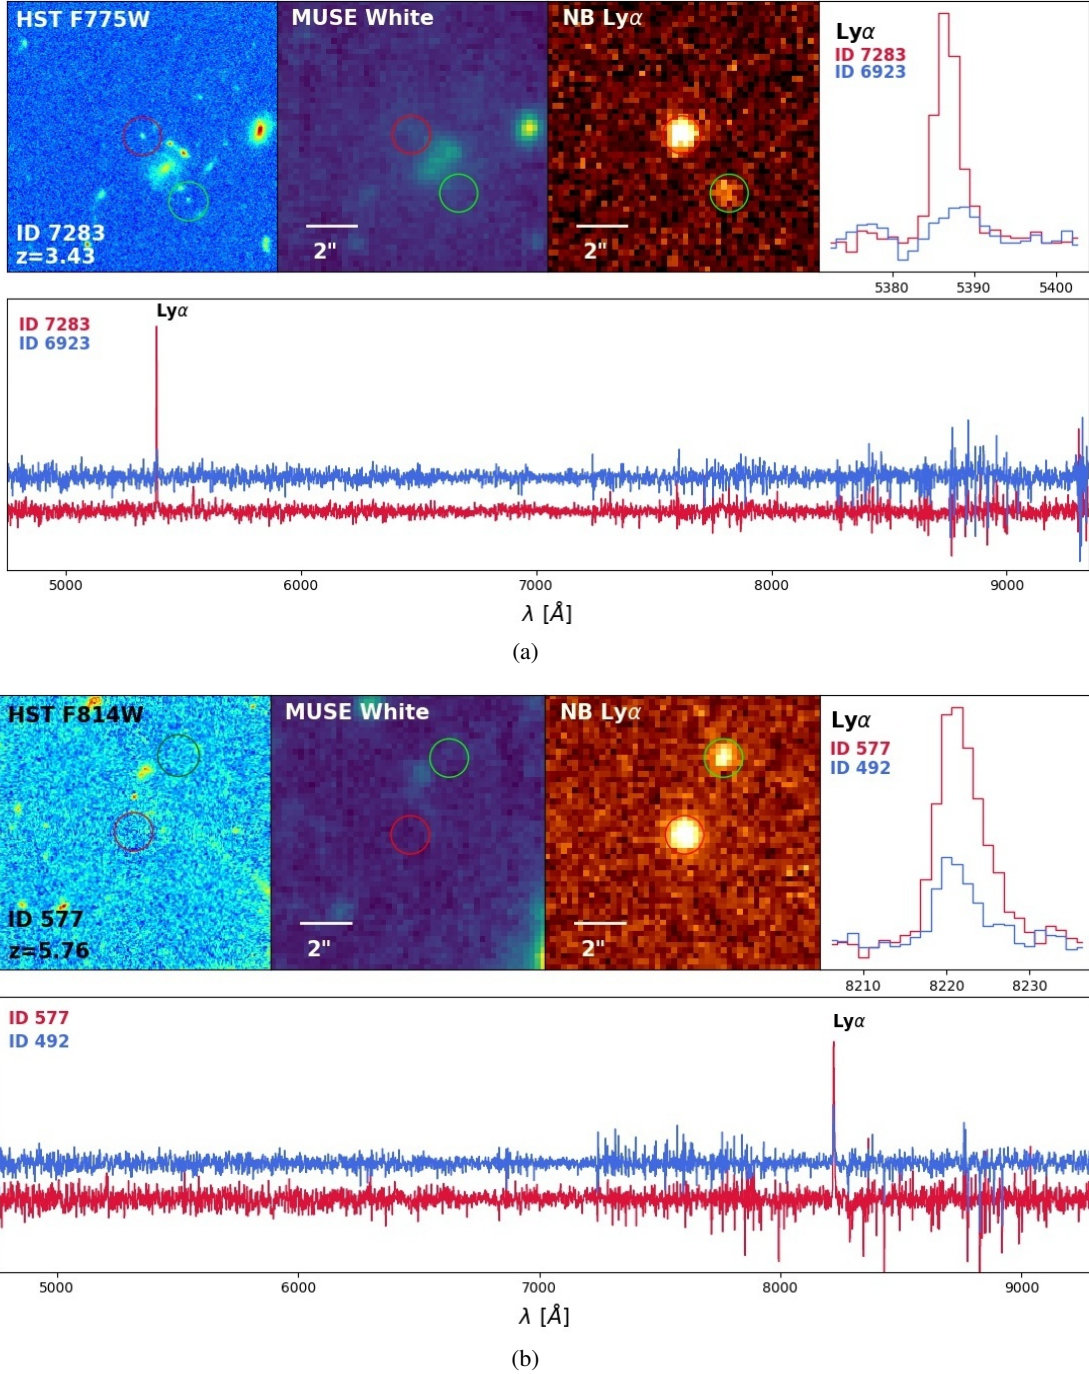 HST F775W
MUSE White
NB Lyα
Lyα
ID 7283
ID 6923
ID 7283
z=3.43
2"
2"
5380 5390 5400
Lyα
ID 7283
ID 6923
5000 6000 7000 8000 9000
λ [Å]
(a)
HST F814W
MUSE White
NB Lyα
Lyα
ID 577
ID 492
ID 577
z=5.76
2"
2"
8210 8220 8230
ID 577
ID 492
Lyα
5000 6000 7000 8000 9000
λ [Å]
(b)